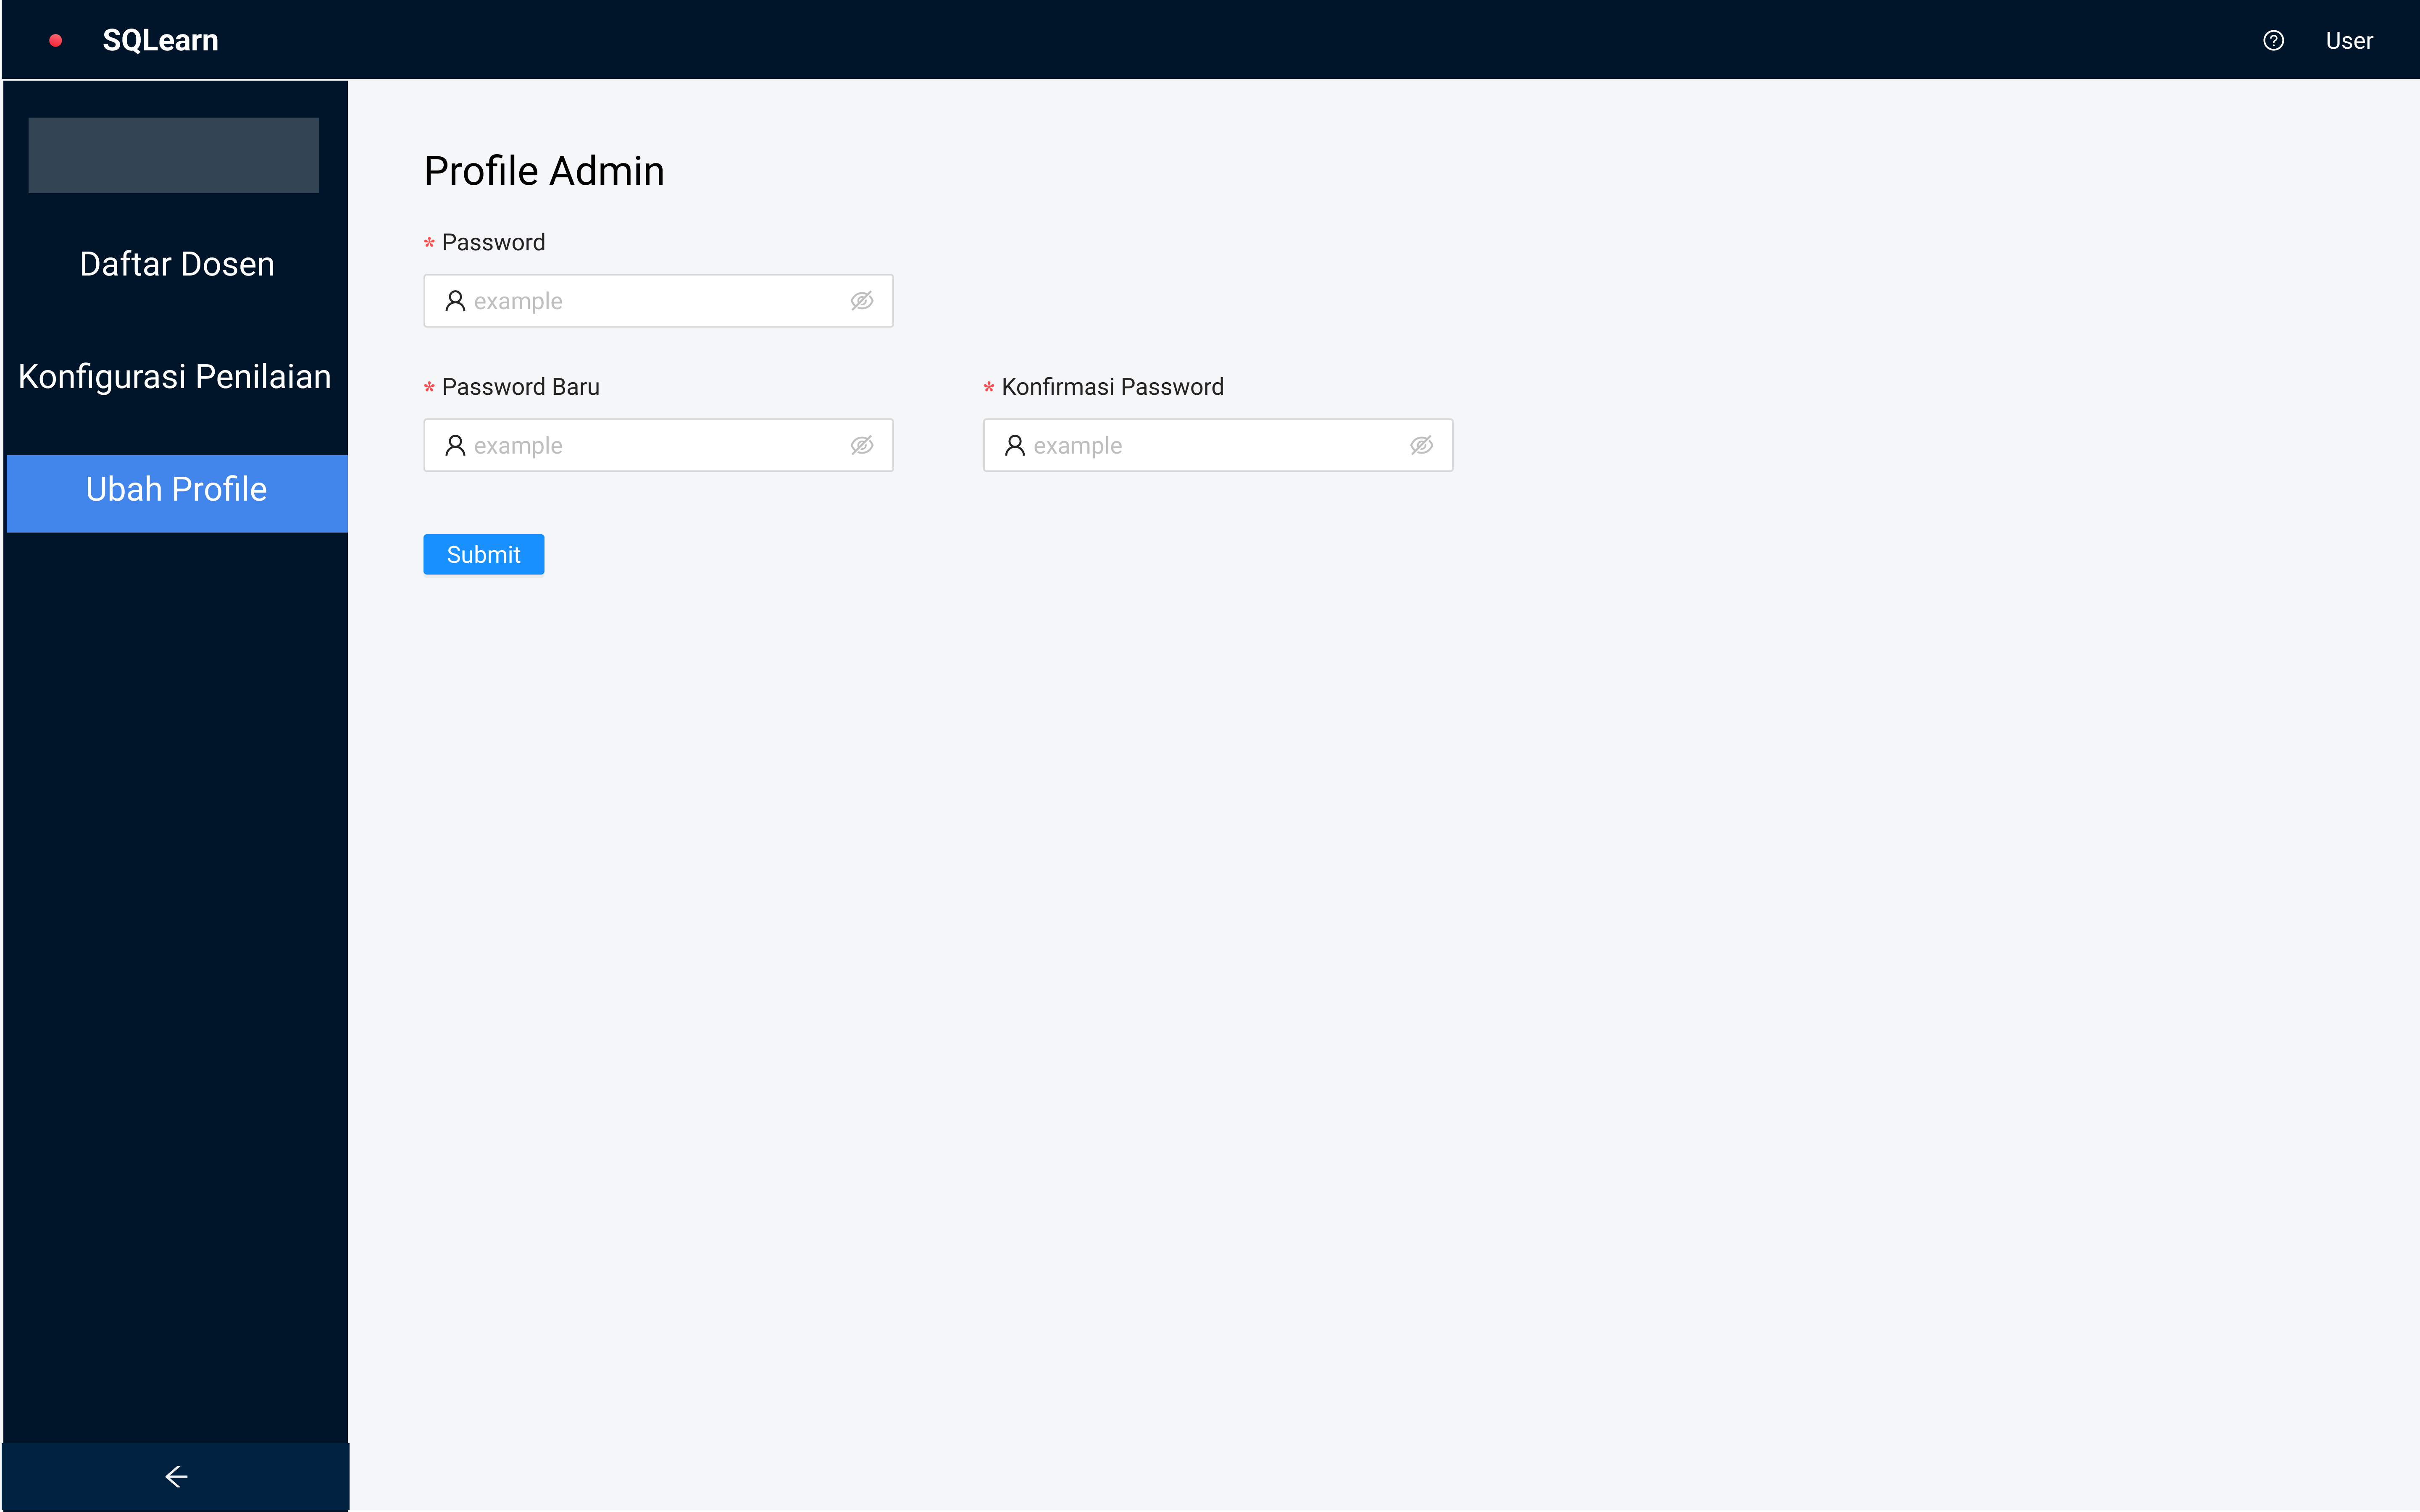 SQLearn
User
Daftar Dosen
Konfigurasi Penilaian
Ubah Profile
Profile Admin
* Password
example
* Password Baru
example
* Konfirmasi Password
example
Submit